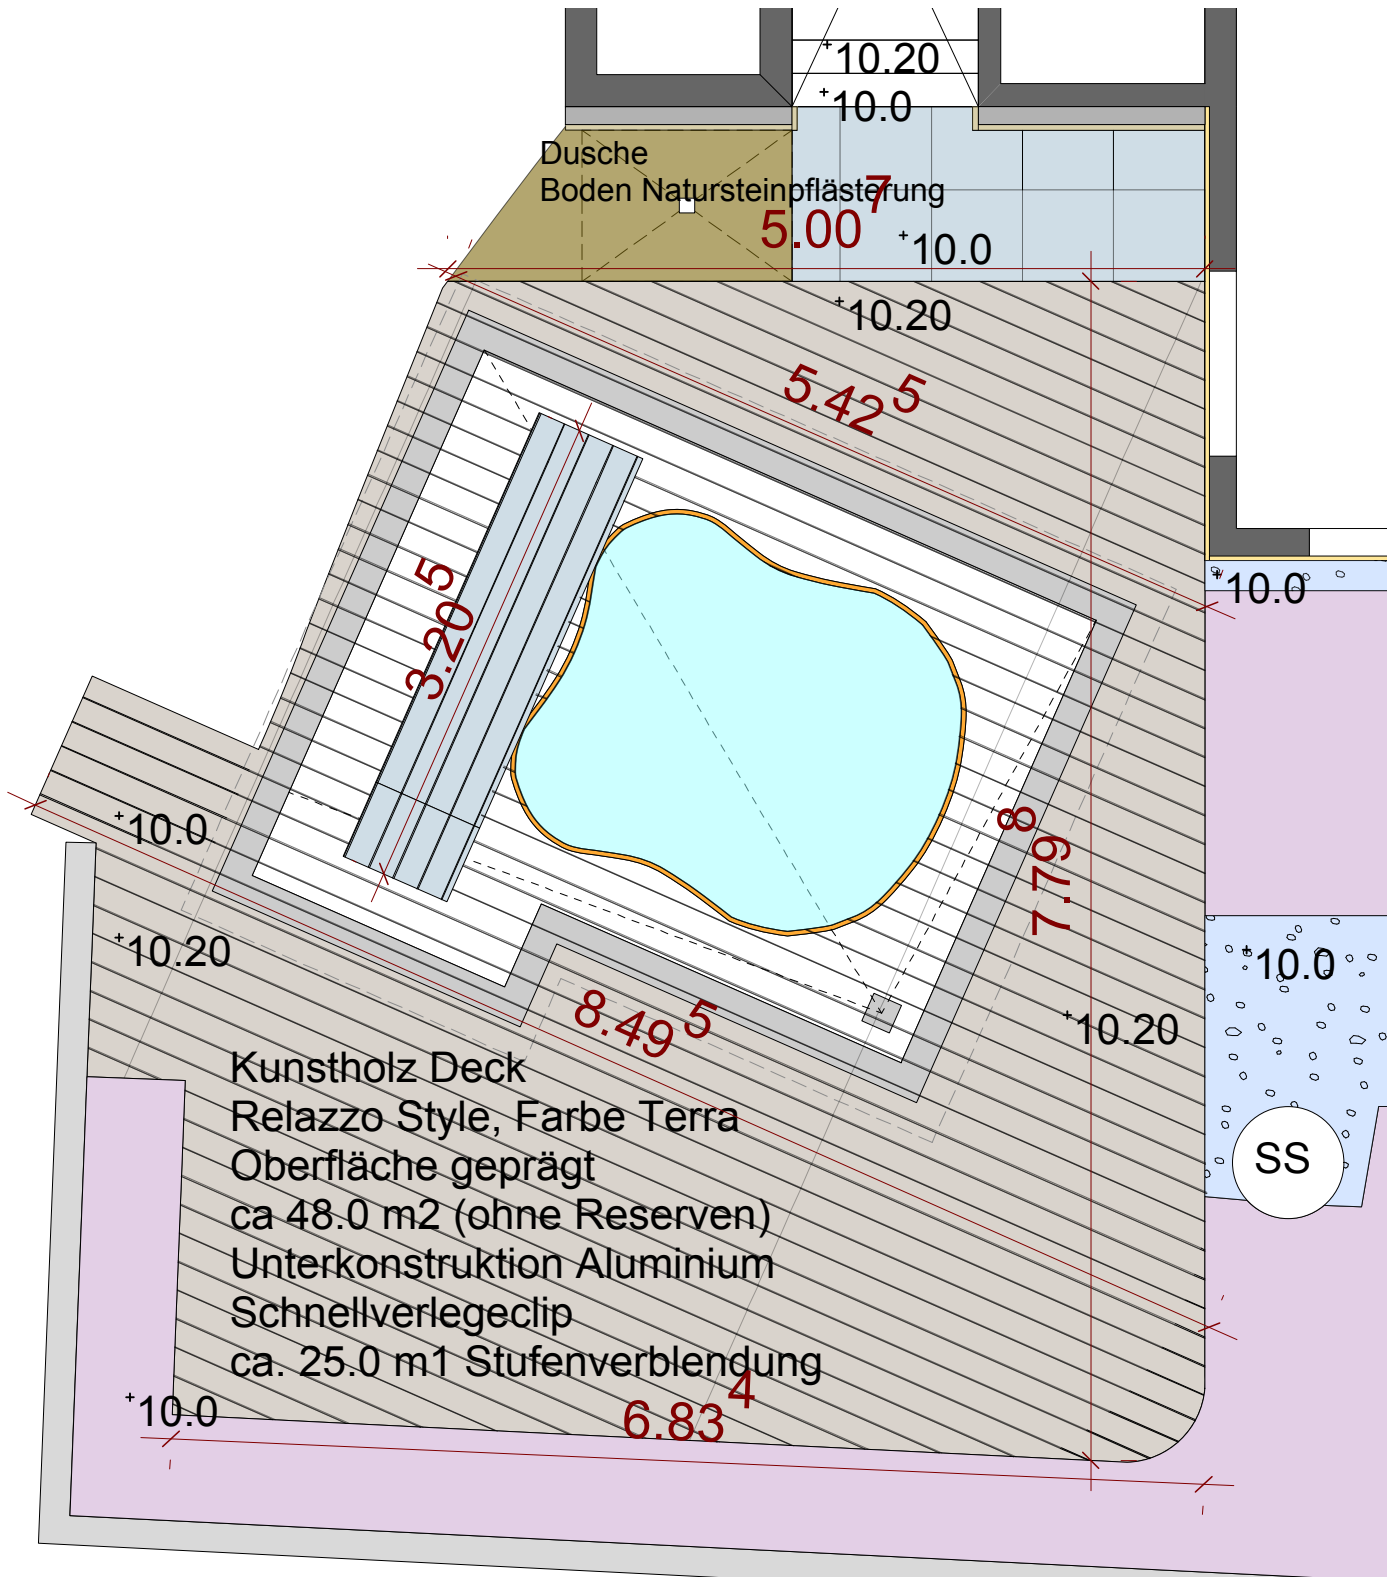 +10.20
+10.0
Dusche
Boden Natursteinpflästerung
5.00 7
+10.0
+10.20
5.42 5
3.20 5
+10.0
+10.0
7.79 8
+10.20
+10.0
8.49 5
+10.20
Kunstholz Deck
Relazzo Style, Farbe Terra
Oberfläche geprägt
ca 48.0 m2 (ohne Reserven)
Unterkonstruktion Aluminium
Schnellverlegeclip
ca. 25.0 m1 Stufenverblendung
SS
+10.0
6.83 4